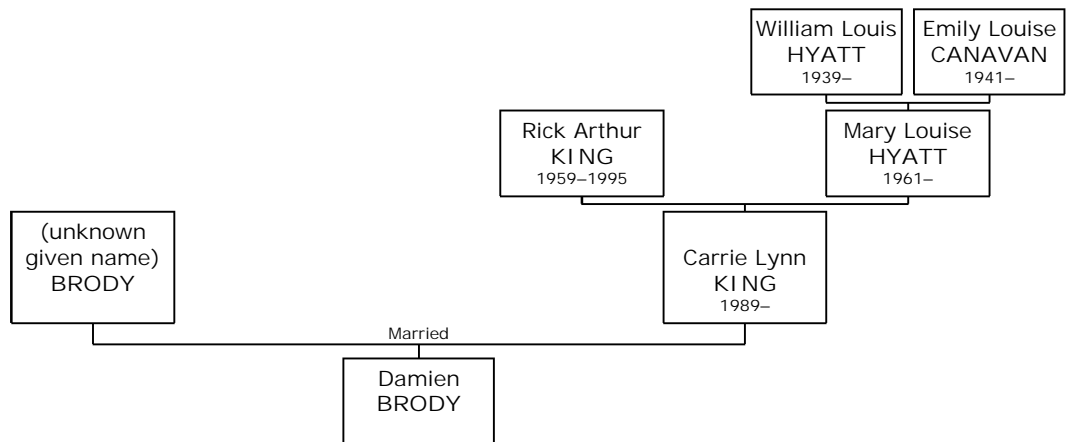 William Louis
HYATT
1939–
Emily Louise
CANAVAN
1941–
Rick Arthur
KING
1959–1995
Mary Louise
HYATT
1961–
(unknown
given name)
BRODY
Carrie Lynn
KING
1989–
Married
Damien
BRODY